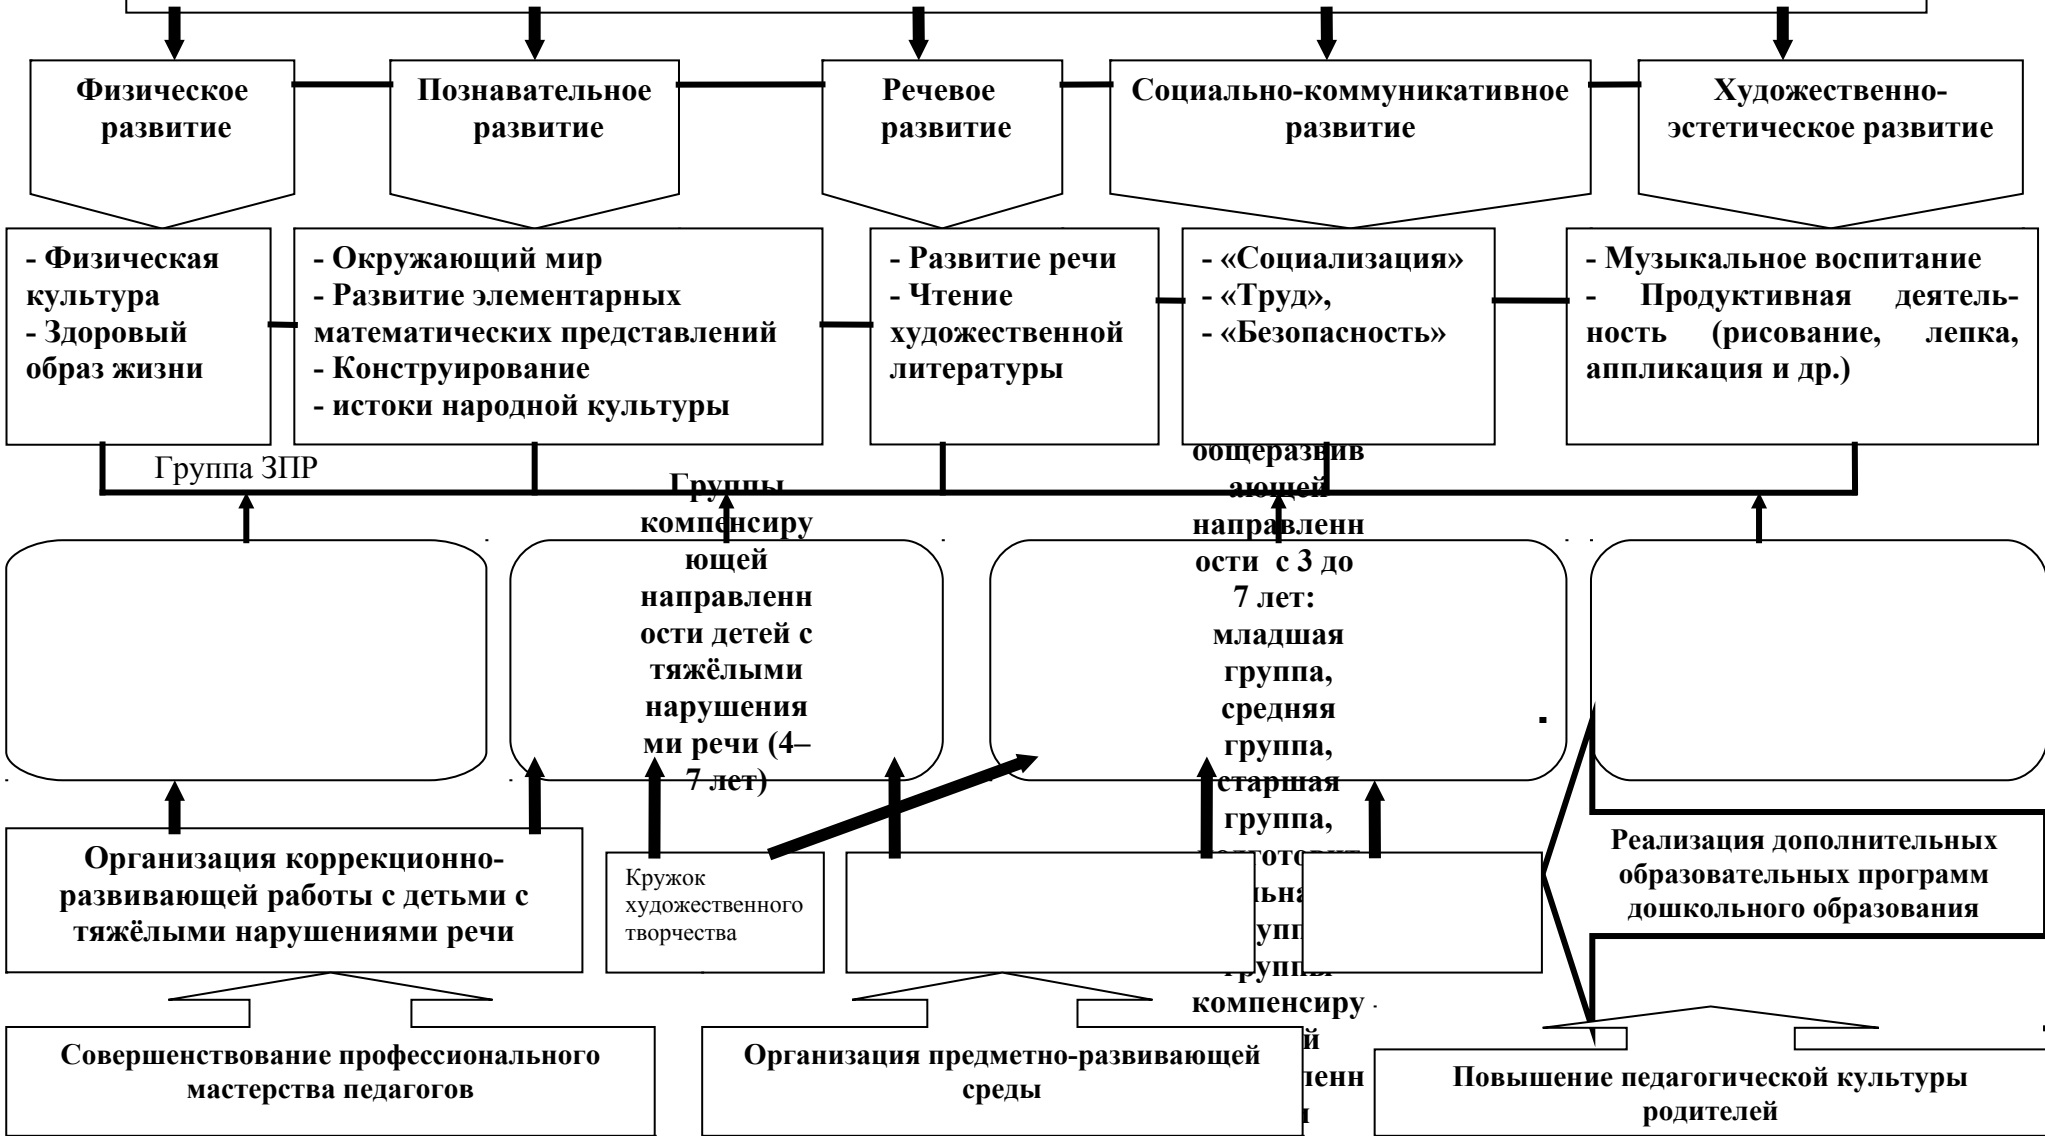 Физическое
развитие
Познавательное
развитие
Речевое
развитие
Социально-коммуникативное
развитие
Художественно-
эстетическое развитие
- Физическая
культура
- Здоровый
образ жизни
- Окружающий мир
- Развитие элементарных
математических представлений
- Конструирование
- истоки народной культуры
- Развитие речи
- Чтение
художественной
литературы
- «Социализация»
- «Труд»,
- «Безопасность»
- Музыкальное воспитание
- Продуктивная деятель-
ность (рисование, лепка,
аппликация и др.)
Группа ЗПР
Группы
компенсиру
ющей
направленн
ости детей с
тяжёлыми
нарушения
ми речи (4–
7 лет)
общеразвив
ающей
направленн
ости с 3 до
7 лет:
младшая
группа,
средняя
группа,
старшая
группа,
группы
компенсиру
Организация коррекционно-
развивающей работы с детьми с
тяжёлыми нарушениями речи
Кружок
художественного
творчества
Реализация дополнительных
образовательных программ
дошкольного образования
Совершенствование профессионального
мастерства педагогов
Организация предметно-развивающей
среды
Повышение педагогической культуры
родителей